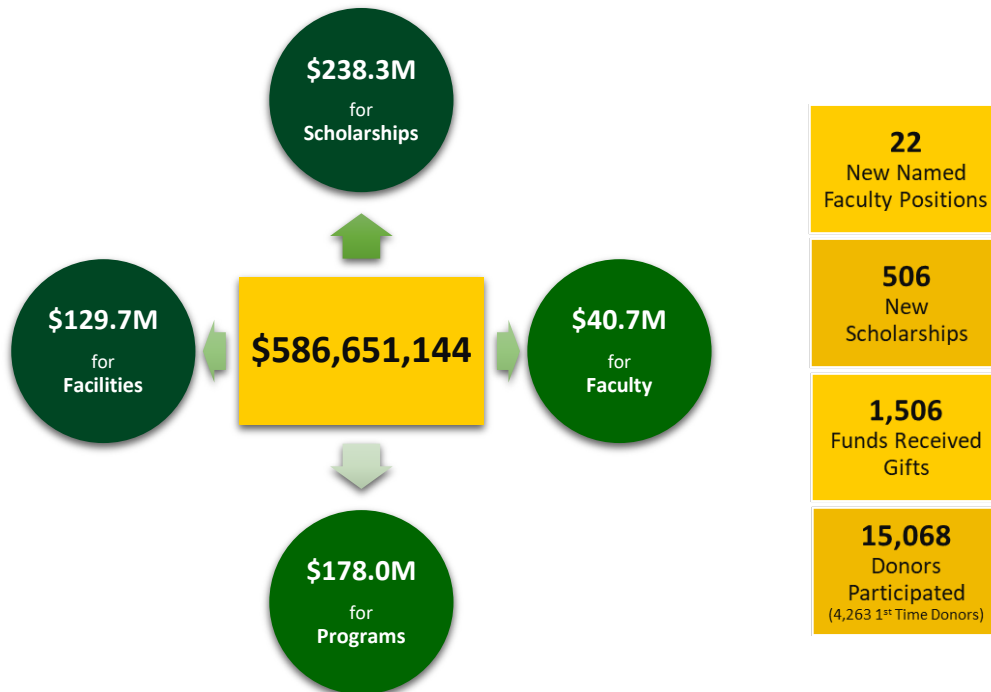 $238.3M
for
Scholarships
$129.7M
for
Facilities
$586,651,144
$40.7M
for
Faculty
$178.0M
for
Programs
22
New Named
Faculty Positions
506
New
Scholarships
1,506
Funds Received
Gifts
15,068
Donors
Participated
(4,263 1st Time Donors)